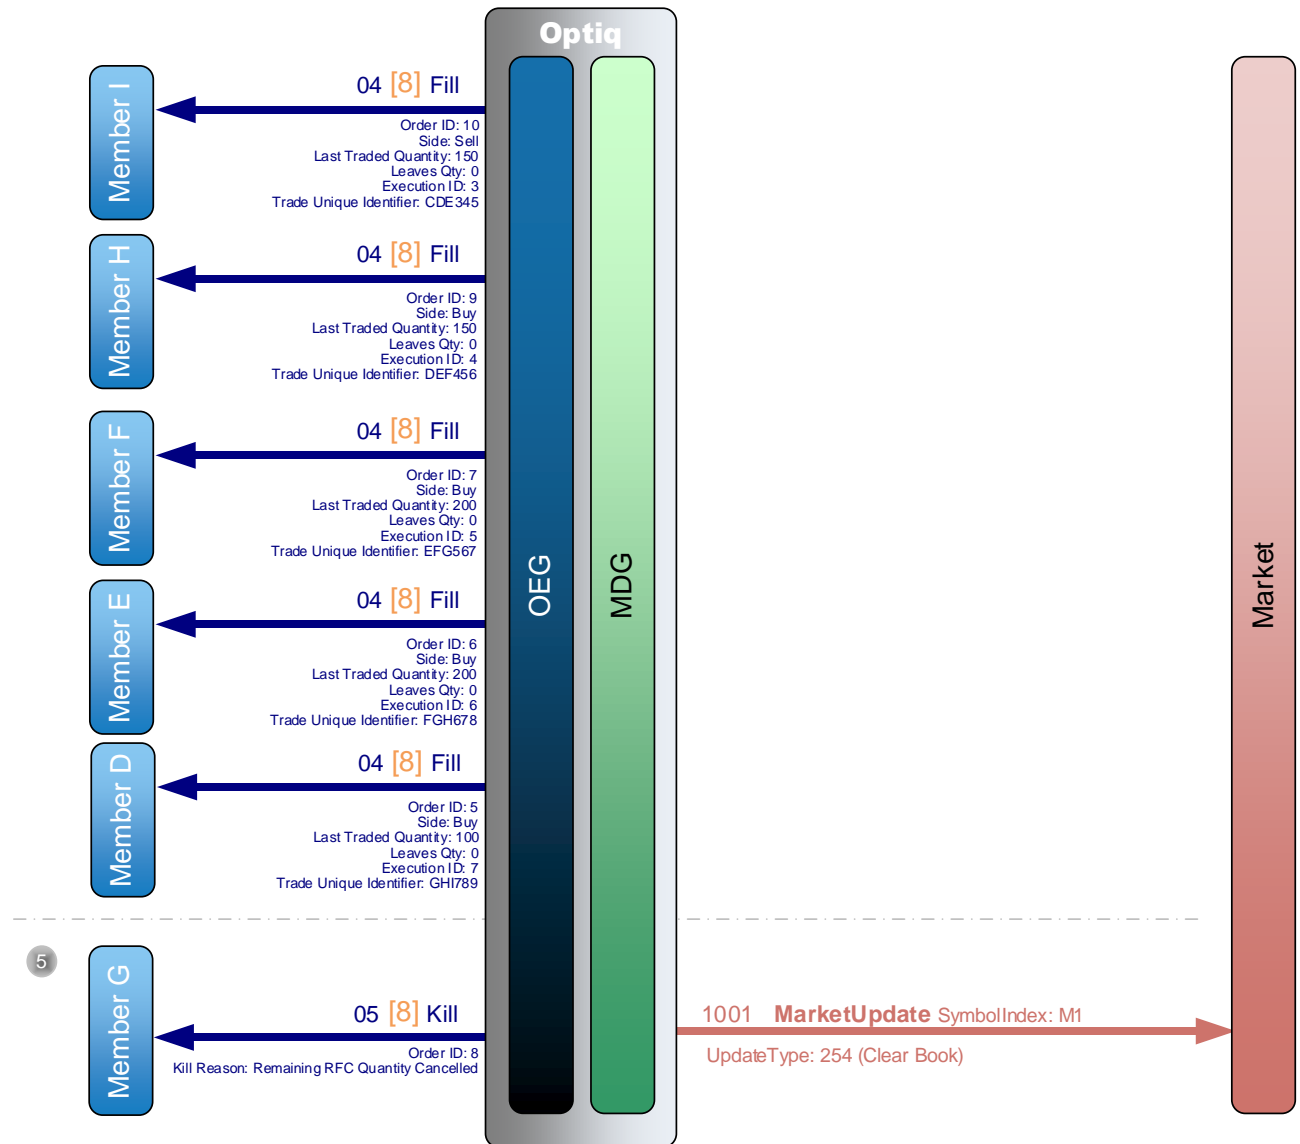 Optiq
Member I
04 [8] Fill
Order ID: 10
Side: Sell
Last Traded Quantity: 150
Leaves Qty: 0
Execution ID: 3
Trade Unique Identifier: CDE345
Member H
04 [8] Fill
Order ID: 9
Side: Buy
Last Traded Quantity: 150
Leaves Qty: 0
Execution ID: 4
Trade Unique Identifier: DEF456
Member F
04 [8] Fill
Order ID: 7
Side: Buy
Last Traded Quantity: 200
Leaves Qty: 0
Execution ID: 5
Trade Unique Identifier: EFG567
OEG
MDG
Market
Member E
04 [8] Fill
Order ID: 6
Side: Buy
Last Traded Quantity: 200
Leaves Qty: 0
Execution ID: 6
Trade Unique Identifier: FGH678
Member D
04 [8] Fill
Order ID: 5
Side: Buy
Last Traded Quantity: 100
Leaves Qty: 0
Execution ID: 7
Trade Unique Identifier: GHI789
5
Member G
05 [8] Kill
Order ID: 8
Kill Reason: Remaining RFC Quantity Cancelled
1001 MarketUpdate SymbolIndex: M1
UpdateType: 254 (Clear Book)